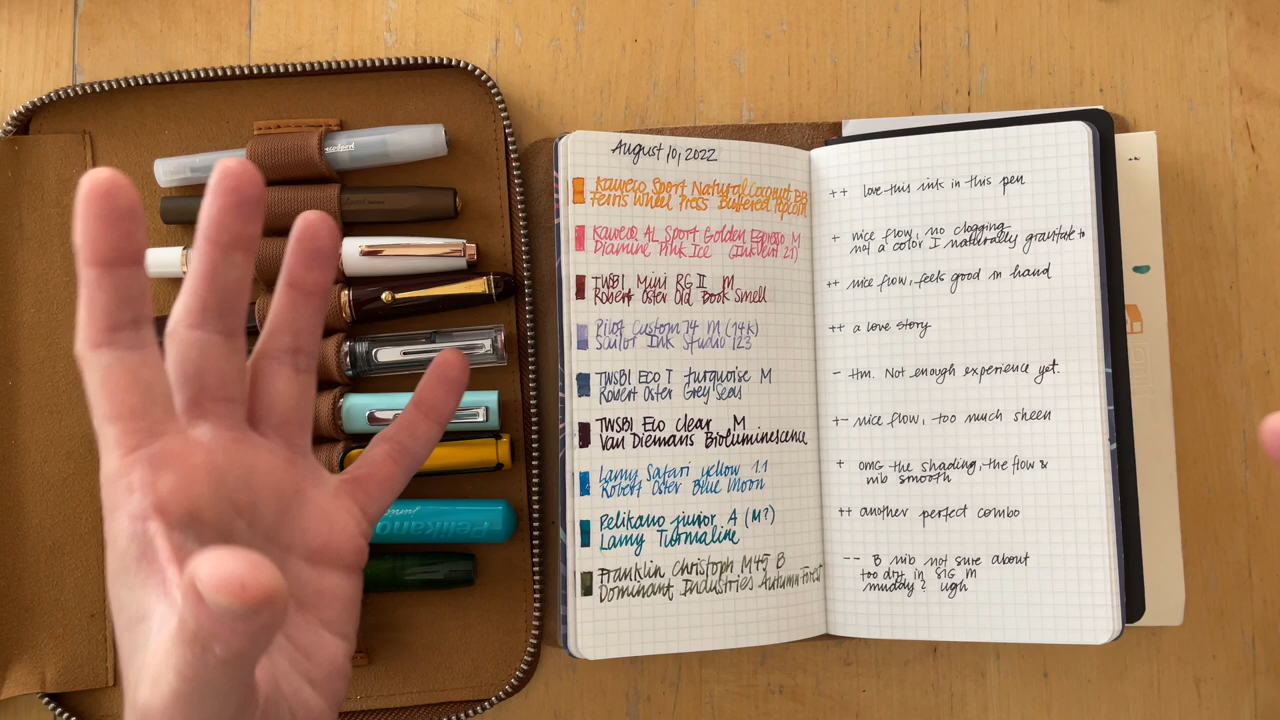 August 10, 2022
Kaweco Sport Natural Coconut BB
Ferris Wheel Press Buttered Popcorn
++ love this ink in this pen
Kaweco AL Sport Golden Espresso M
Diamine Pink Ice (Inkvent 21)
+ nice flow, no clogging
not a color I naturally gravitate to
TWSBI Mini RG II M
Robert Oster Old Book Smell
++ nice flow, feels good in hand
Pilot Custom 74 M (14k)
Sailor Ink Studio 123
++ a love story
TWSBI ECO T turquoise M
Robert Oster Grey Seas
- Hm. Not enough experience yet.
TWSBI Eco clear M
Van Diemans Bioluminescence
+- nice flow, too much sheen
Lamy Safari yellow 1.1
Robert Oster Blue Moon
+ OMG the shading, the flow &
nib smooth
Pelikano junior A (M?)
Lamy Turmaline
++ another perfect combo
Franklin Christoph M45 B
Dominant Industries Autumn Forest
-- B nib not sure about
too dry in SIG M
muddy? ugh
Pelikano
junior